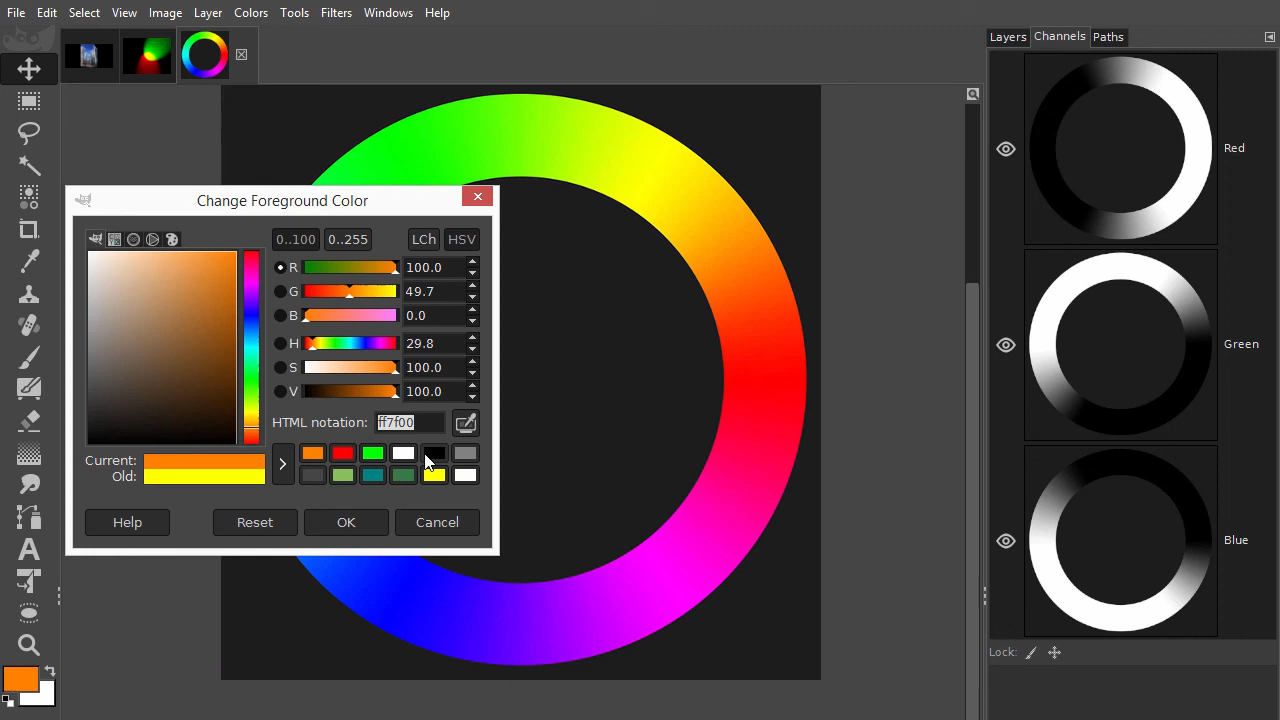 File Edit Select View Image Layer Colors Tools Filters Windows Help
Layers Channels Paths
Red
Green
Blue
Lock:
Change Foreground Color
0..100 0..255 LCh HSV
R 100.0
G 49.7
B 0.0
H 29.8
S 100.0
V 100.0
HTML notation: ff7f00
Current:
Old:
Help Reset OK Cancel